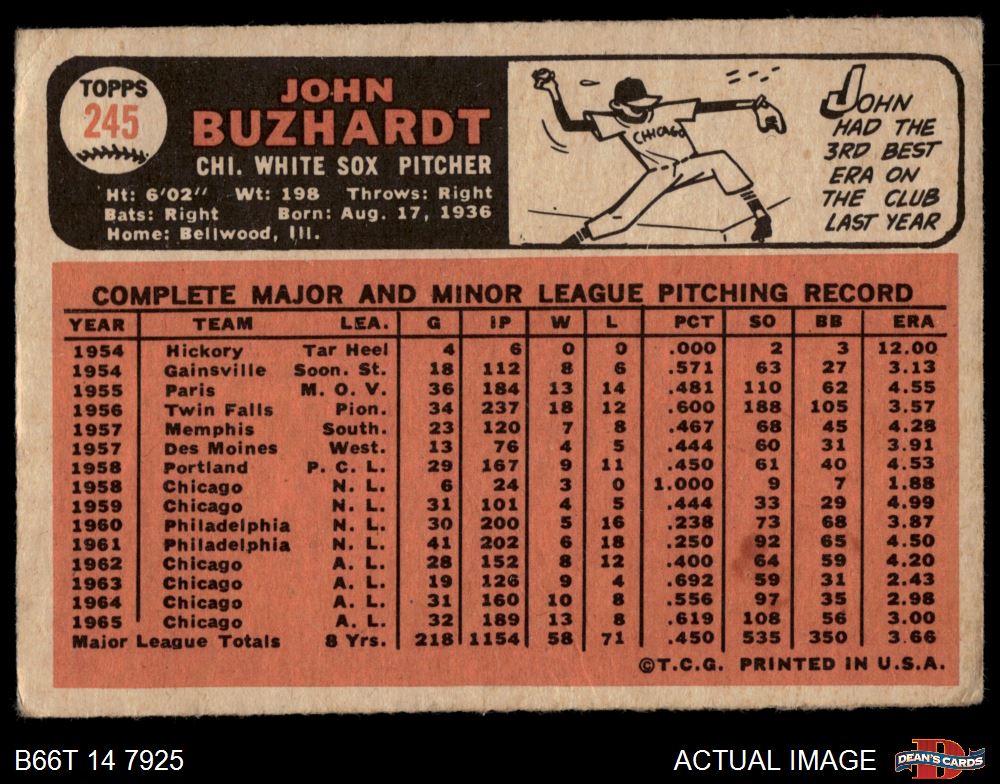 TOPPS
245
JOHN
BUZHARDT
CHI. WHITE SOX PITCHER
Ht: 6'02" Wt: 198 Throws: Right
Bats: Right Born: Aug. 17, 1936
Home: Bellwood, Ill.
CHICAGO
JOHN
HAD THE
3RD BEST
ERA ON
THE CLUB
LAST YEAR
COMPLETE MAJOR AND MINOR LEAGUE PITCHING RECORD
YEAR TEAM LEA. G IP W L PCT SO BB ERA
1954 Hickory Tar Heel 4 6 0 0 .000 2 3 12.00
1954 Gainsville Soon. St. 18 112 8 6 .571 63 27 3.13
1955 Paris M. O. V. 36 184 13 14 .481 110 62 4.55
1956 Twin Falls Pion. 34 237 18 12 .600 188 105 3.57
1957 Memphis South. 23 120 7 8 .467 68 45 4.28
1957 Des Moines West. 13 76 4 5 .444 60 31 3.91
1958 Portland P. C. L. 29 167 9 11 .450 61 40 4.53
1958 Chicago N. L. 6 24 3 0 1.000 9 7 1.88
1959 Chicago N. L. 31 101 4 5 .444 33 29 4.99
1960 Philadelphia N. L. 30 200 5 16 .238 73 68 3.87
1961 Philadelphia N. L. 41 202 6 18 .250 92 65 4.50
1962 Chicago A. L. 28 152 8 12 .400 64 59 4.20
1963 Chicago A. L. 19 126 9 4 .692 59 31 2.43
1964 Chicago A. L. 31 160 10 8 .556 97 35 2.98
1965 Chicago A. L. 32 189 13 8 .619 108 56 3.00
Major League Totals 8 Yrs. 218 1154 58 71 .450 535 350 3.66
©T.C.G. PRINTED IN U.S.A.
B66T 14 7925 ACTUAL IMAGE
DEAN'S CARDS